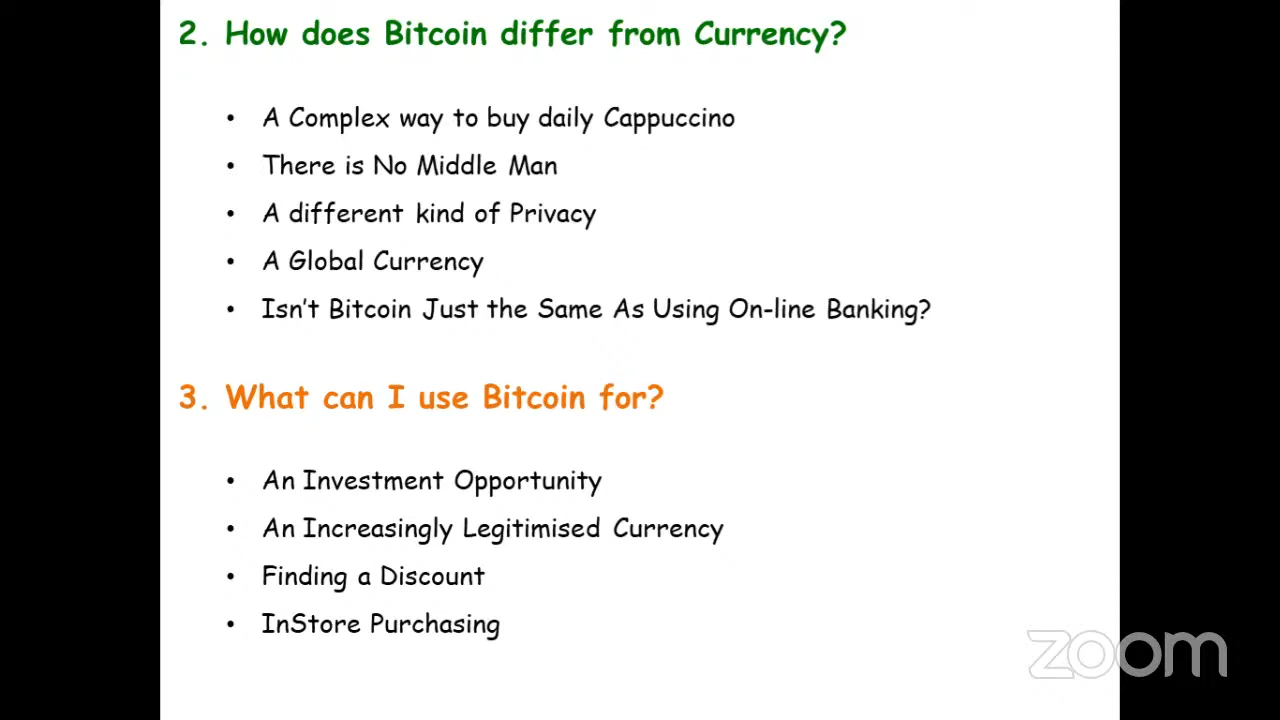 2. How does Bitcoin differ from Currency?
• A Complex way to buy daily Cappuccino
• There is No Middle Man
• A different kind of Privacy
• A Global Currency
• Isn't Bitcoin Just the Same As Using On-line Banking?
3. What can I use Bitcoin for?
• An Investment Opportunity
• An Increasingly Legitimised Currency
• Finding a Discount
• InStore Purchasing
zoom